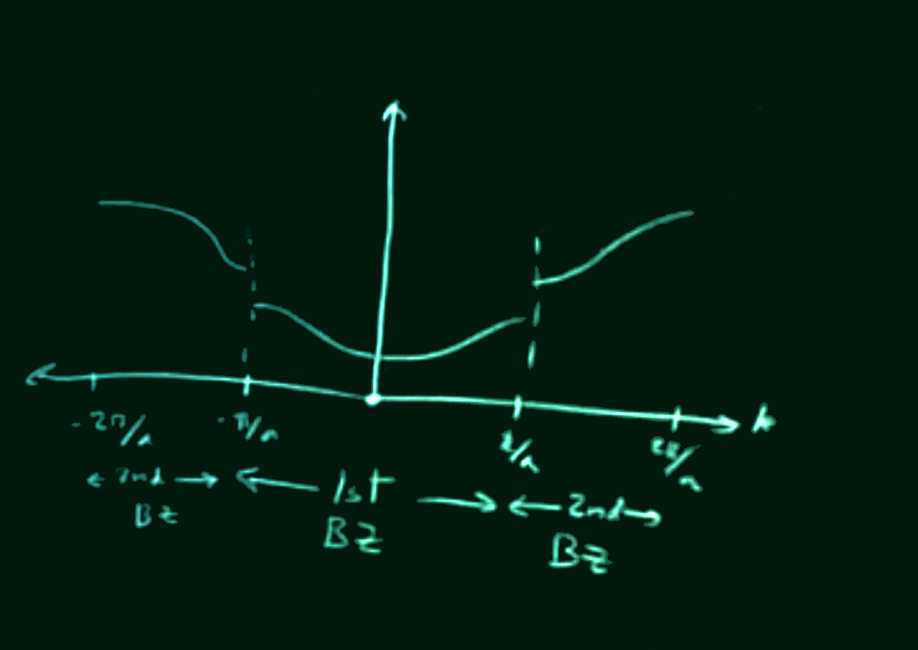 k
-2π/a
-π/a
π/a
2π/a
← 2nd →
BZ
← 1st →
BZ
← 2nd →
BZ